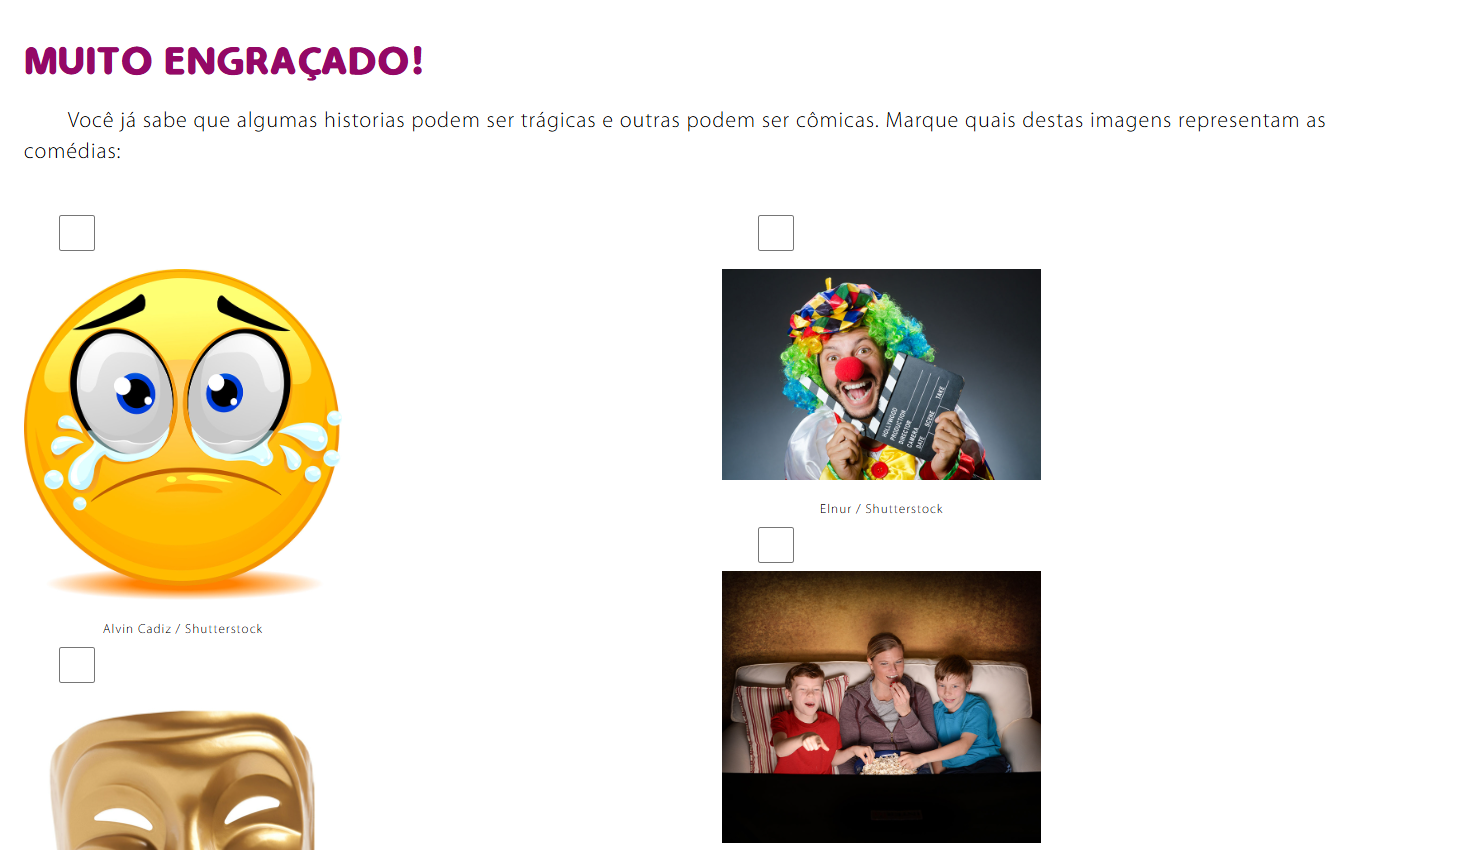 MUITO ENGRAÇADO!
Você já sabe que algumas historias podem ser trágicas e outras podem ser cômicas. Marque quais destas imagens representam as
comédias:
HOLLYWOOD
PRODUCTION
DIRECTOR
CAMERA
DATE SCENE TAKE
Elnur / Shutterstock
Alvin Cadiz / Shutterstock